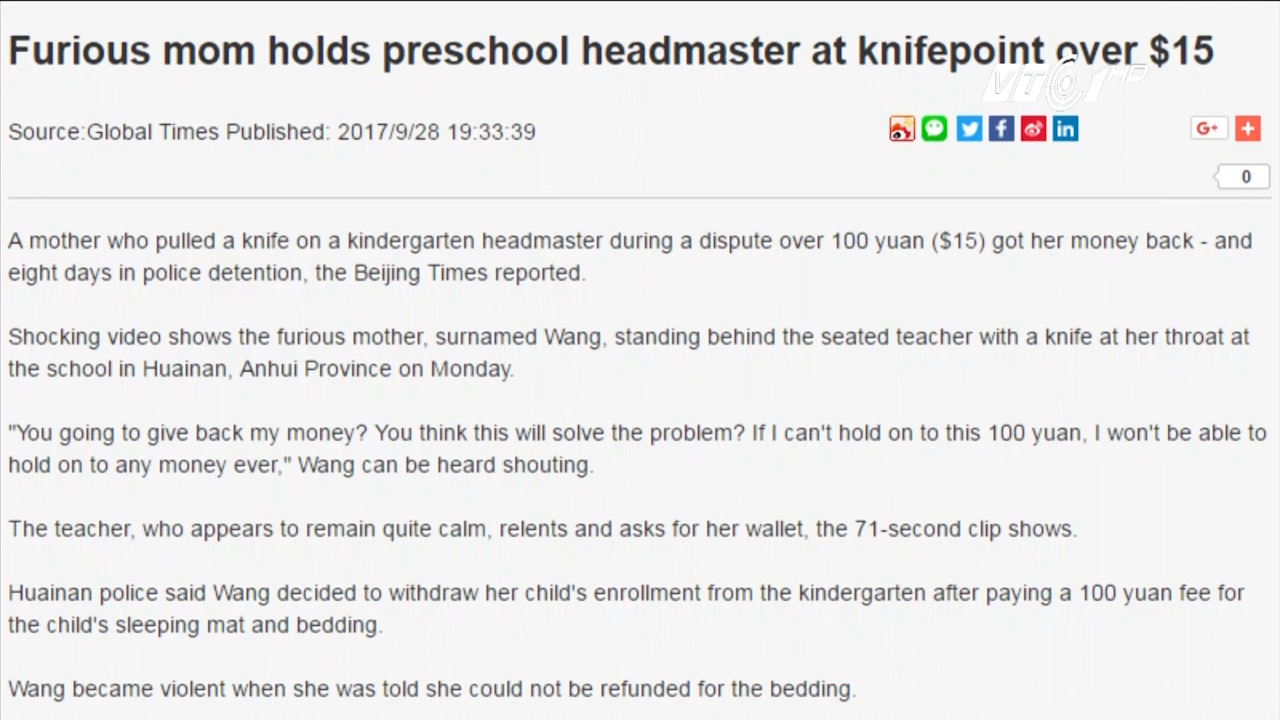 Furious mom holds preschool headmaster at knifepoint over $15
VTC1 HD
Source:Global Times Published: 2017/9/28 19:33:39
G+
0
A mother who pulled a knife on a kindergarten headmaster during a dispute over 100 yuan ($15) got her money back - and
eight days in police detention, the Beijing Times reported.
Shocking video shows the furious mother, surnamed Wang, standing behind the seated teacher with a knife at her throat at
the school in Huainan, Anhui Province on Monday.
"You going to give back my money? You think this will solve the problem? If I can't hold on to this 100 yuan, I won't be able to
hold on to any money ever," Wang can be heard shouting.
The teacher, who appears to remain quite calm, relents and asks for her wallet, the 71-second clip shows.
Huainan police said Wang decided to withdraw her child's enrollment from the kindergarten after paying a 100 yuan fee for
the child's sleeping mat and bedding.
Wang became violent when she was told she could not be refunded for the bedding.